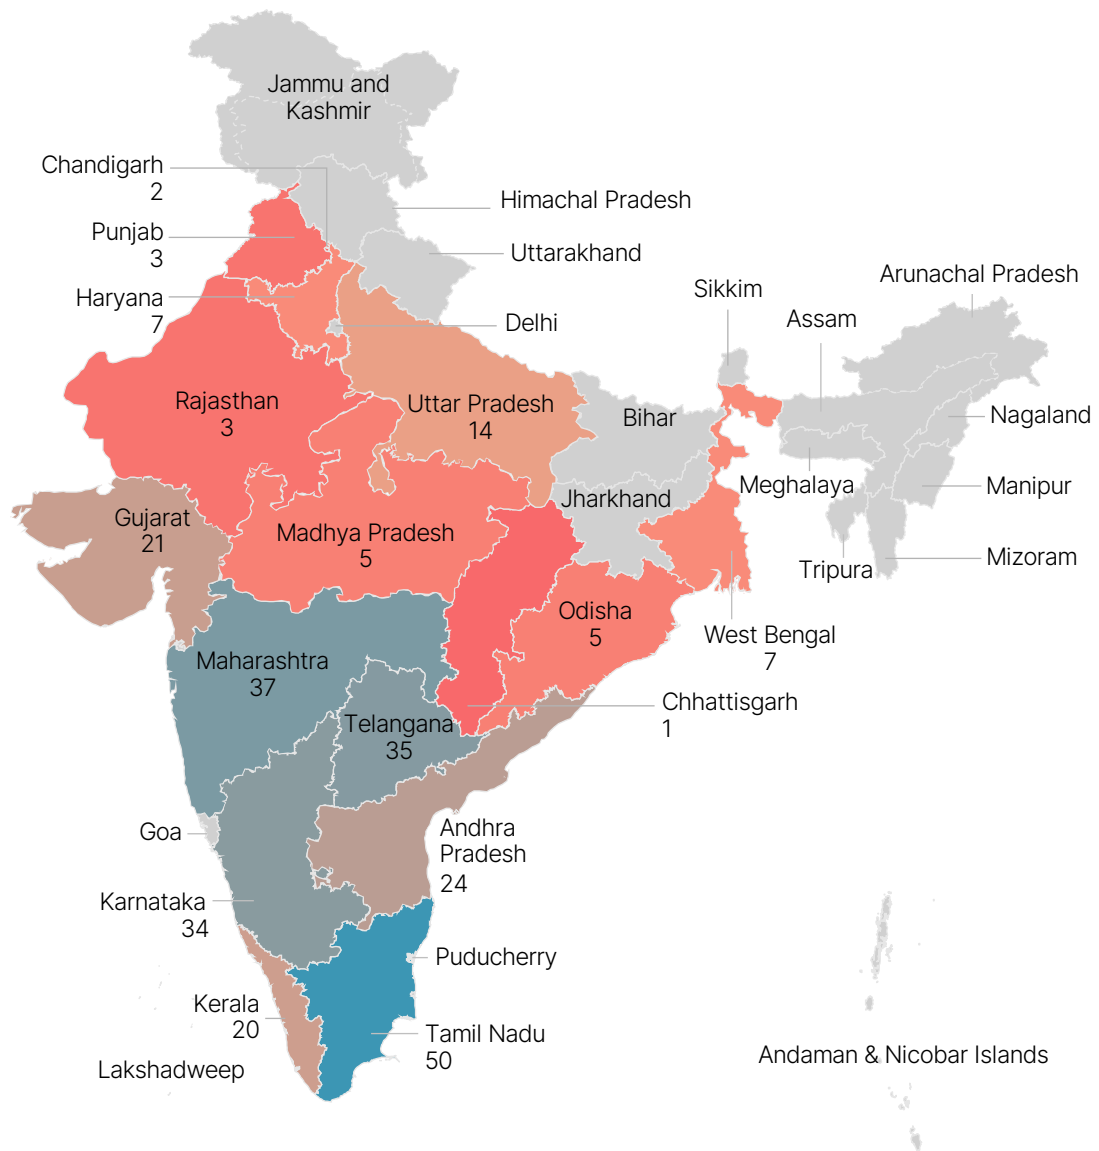 Jammu and
Kashmir
Chandigarh
2
Himachal Pradesh
Punjab
3
Uttarakhand
Arunachal Pradesh
Sikkim
Haryana
7
Assam
Delhi
Rajasthan
3
Uttar Pradesh
14
Bihar
Nagaland
Meghalaya
Manipur
Jharkhand
Gujarat
21
Madhya Pradesh
5
Mizoram
Tripura
Odisha
5
West Bengal
7
Maharashtra
37
Chhattisgarh
1
Telangana
35
Goa
Andhra
Pradesh
24
Karnataka
34
Puducherry
Kerala
20
Tamil Nadu
50
Andaman & Nicobar Islands
Lakshadweep